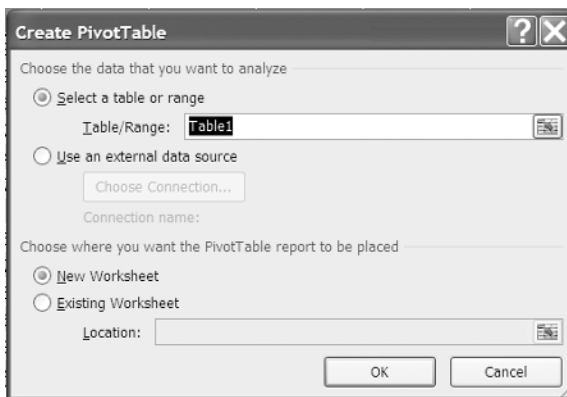 Create PivotTable
Choose the data that you want to analyze
Select a table or range
Table/Range: Table1
Use an external data source
Choose Connection...
Connection name:
Choose where you want the PivotTable report to be placed
New Worksheet
Existing Worksheet
Location:
OK Cancel